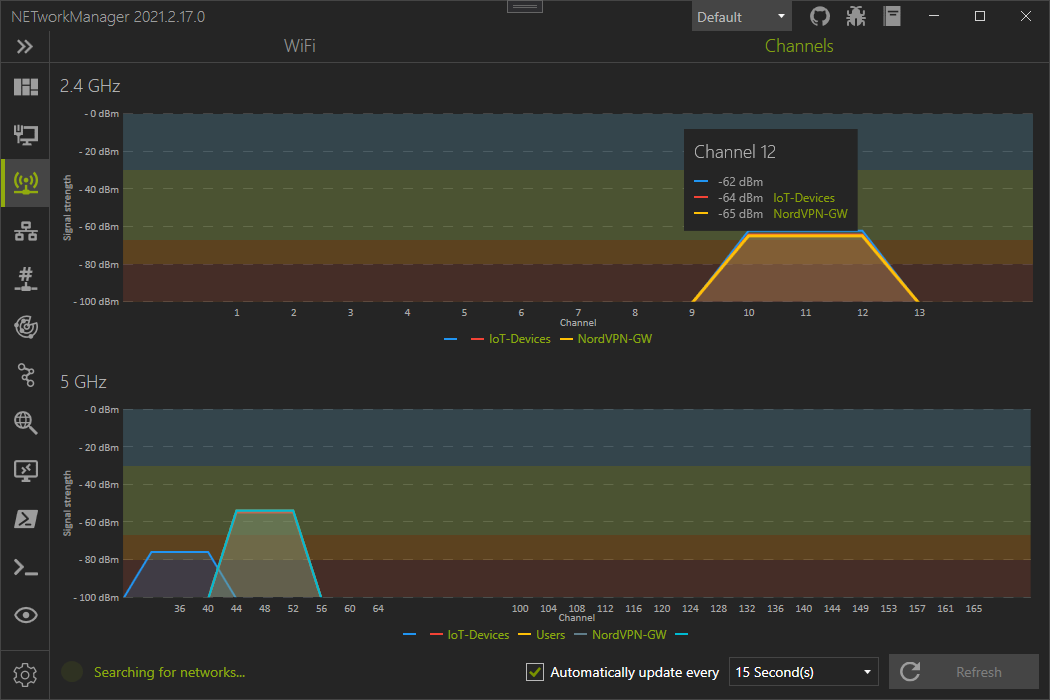 NETworkManager 2021.2.17.0
Default
WiFi
Channels
2.4 GHz
- 0 dBm
- 20 dBm
- 40 dBm
- 60 dBm
- 80 dBm
- 100 dBm
Signal strength
Channel 12
-62 dBm
-64 dBm IoT-Devices
-65 dBm NordVPN-GW
1 2 3 4 5 6 7 8 9 10 11 12 13
Channel
IoT-Devices NordVPN-GW
5 GHz
- 0 dBm
- 20 dBm
- 40 dBm
- 60 dBm
- 80 dBm
- 100 dBm
Signal strength
36 40 44 48 52 56 60 64 100 104 108 112 116 120 124 128 132 136 140 144 149 153 157 161 165
Channel
IoT-Devices Users NordVPN-GW
Searching for networks...
Automatically update every
15 Second(s)
Refresh